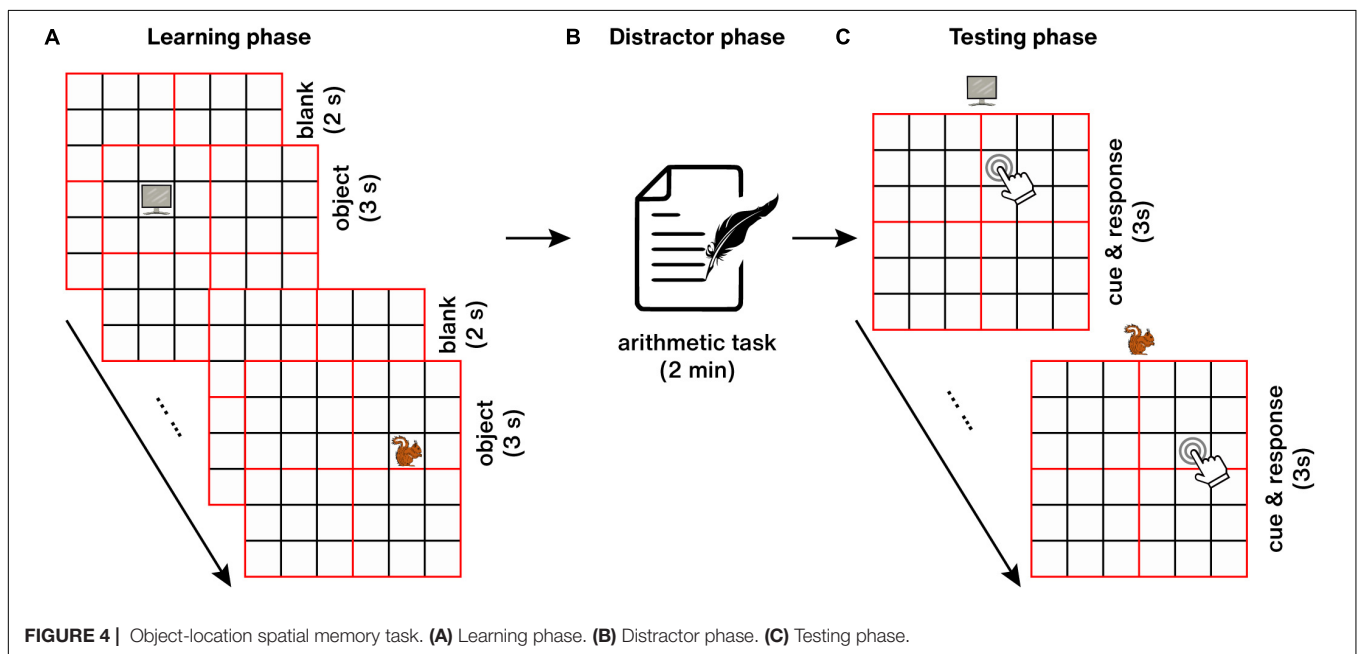 A Learning phase
B Distractor phase
C Testing phase
blank
(2 s)
object
(3 s)
blank
(2 s)
object
(3 s)
arithmetic task
(2 min)
cue & response
(3s)
cue & response
(3s)
FIGURE 4 | Object-location spatial memory task. (A) Learning phase. (B) Distractor phase. (C) Testing phase.